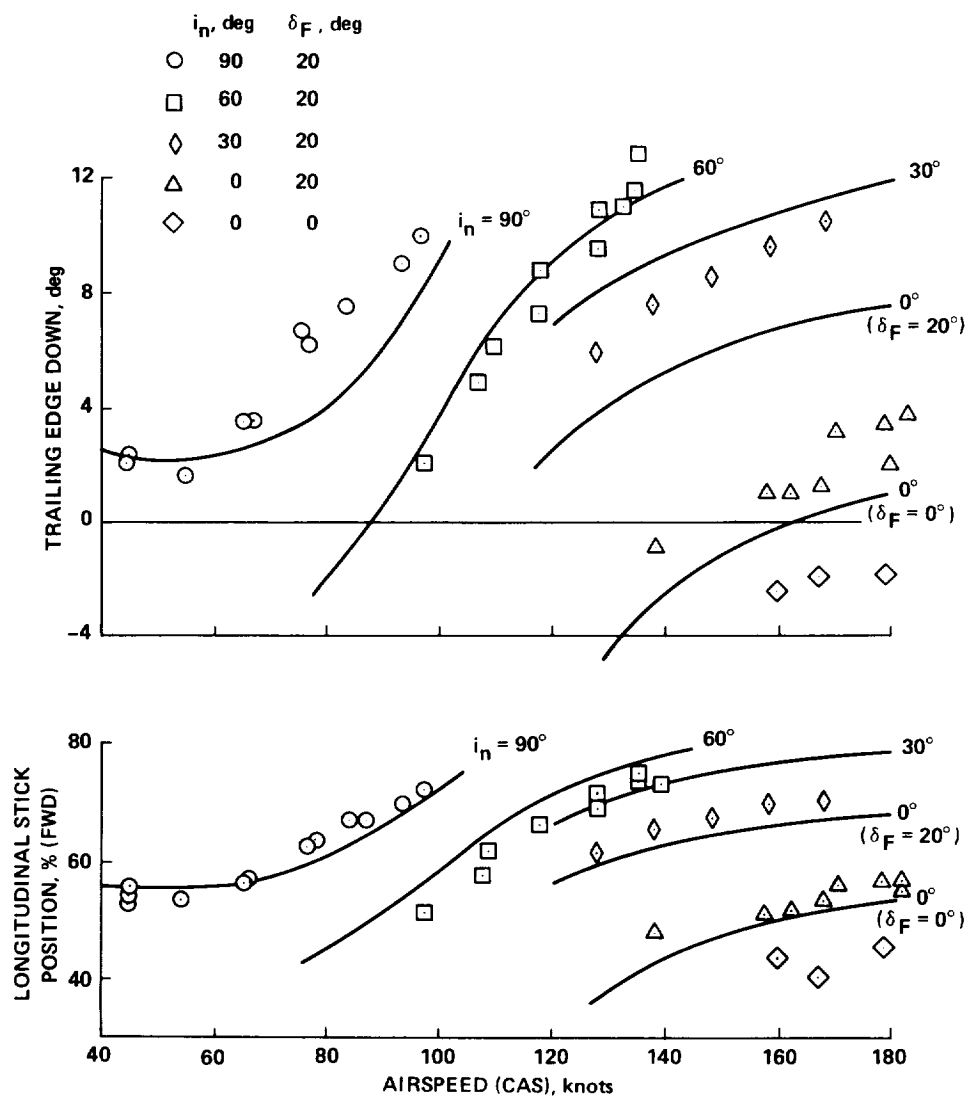 i_n, deg δ_F, deg
90 20
60 20
30 20
0 20
0 0
TRAILING EDGE DOWN, deg
12
8
4
0
−4
i_n = 90°
60°
30°
0°
(δ_F = 20°)
0°
(δ_F = 0°)
LONGITUDINAL STICK
POSITION, % (FWD)
80
60
40
i_n = 90°
60°
30°
0°
(δ_F = 20°)
0°
(δ_F = 0°)
40 60 80 100 120 140 160 180
AIRSPEED (CAS), knots